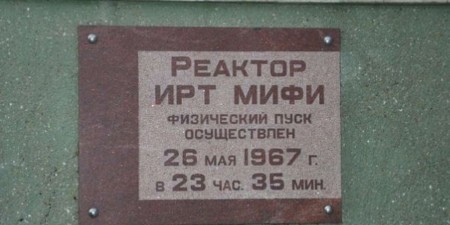 Реактор
ИРТ МИФИ
физический пуск
осуществлен
26 мая 1967 г.
в 23 час. 35 мин.